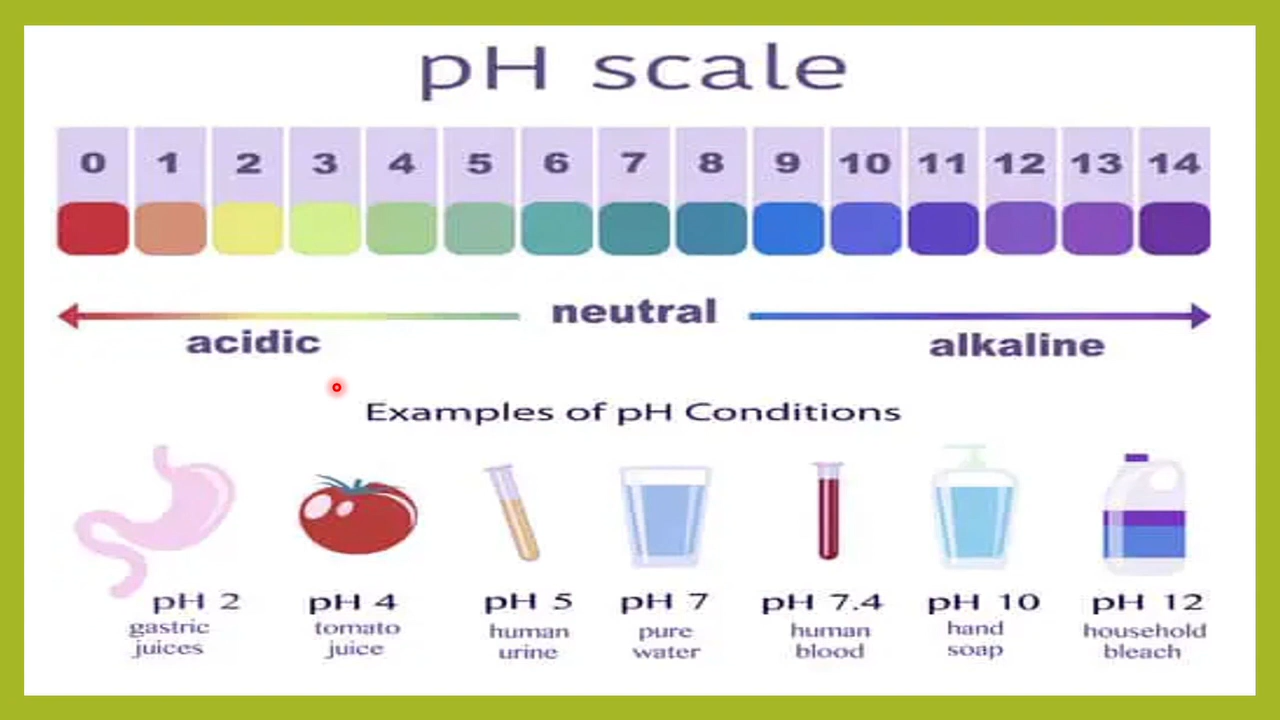 pH scale
0 1 2 3 4 5 6 7 8 9 10 11 12 13 14
neutral
acidic
alkaline
Examples of pH Conditions
pH 2
gastric
juices
pH 4
tomato
juice
pH 5
human
urine
pH 7
pure
water
pH 7.4
human
blood
pH 10
hand
soap
pH 12
household
bleach